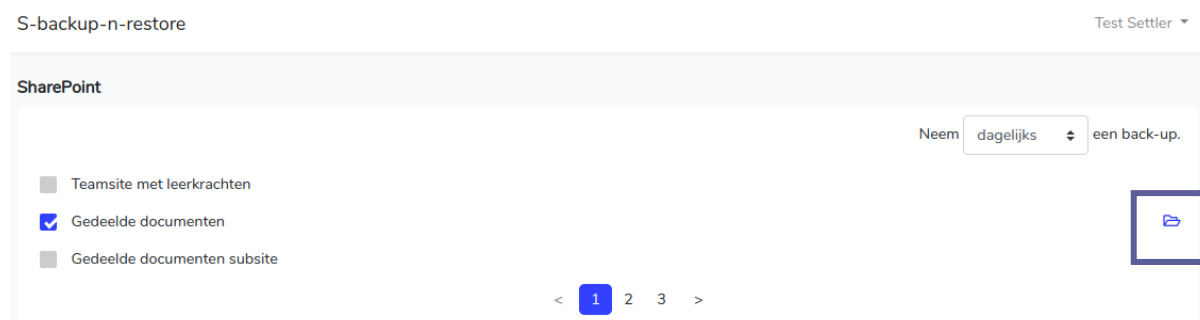 S-backup-n-restore
Test Settler
SharePoint
Neem dagelijks een back-up.
Teamsite met leerkrachten
Gedeelde documenten
Gedeelde documenten subsite
< 1 2 3 >